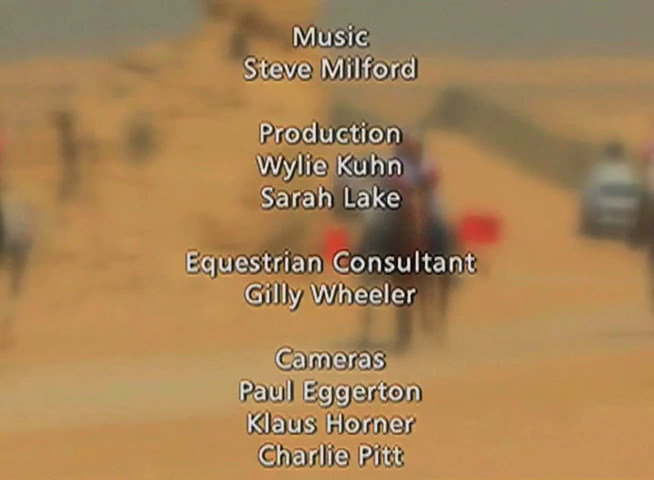 Music
Steve Milford
Production
Wylie Kuhn
Sarah Lake
Equestrian Consultant
Gilly Wheeler
Cameras
Paul Eggerton
Klaus Horner
Charlie Pitt